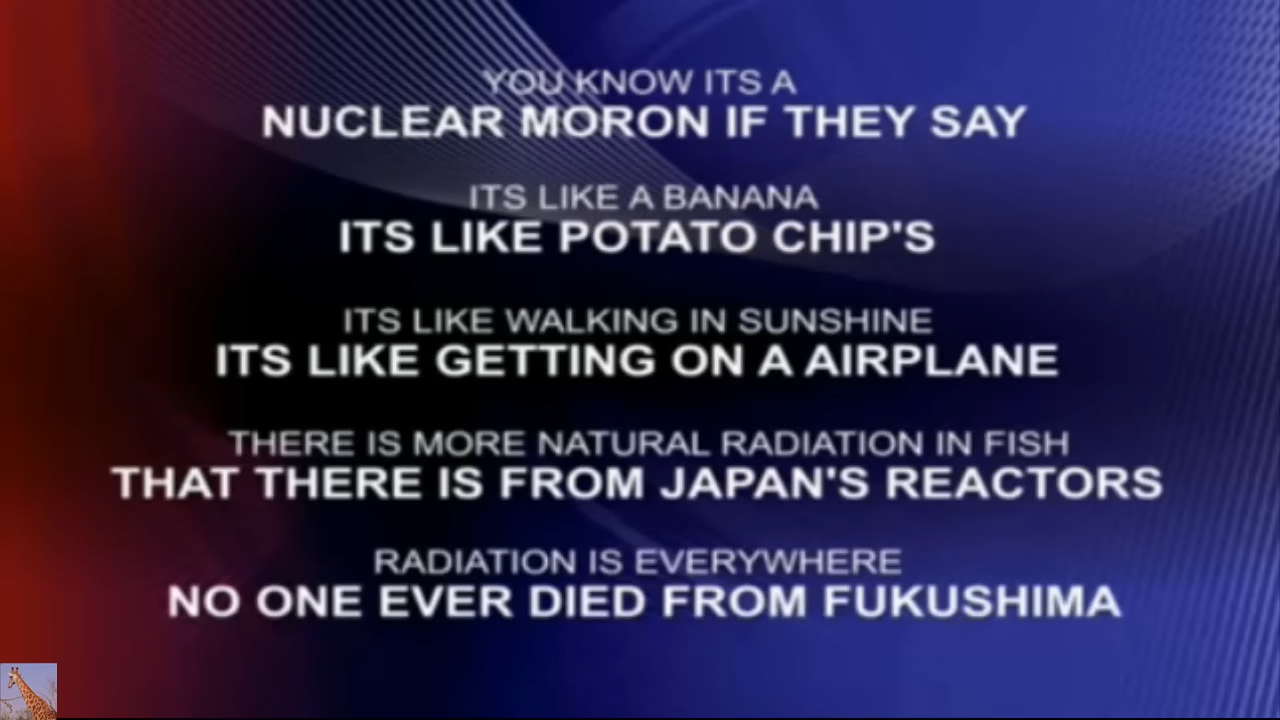 YOU KNOW ITS A
NUCLEAR MORON IF THEY SAY
ITS LIKE A BANANA
ITS LIKE POTATO CHIP'S
ITS LIKE WALKING IN SUNSHINE
ITS LIKE GETTING ON A AIRPLANE
THERE IS MORE NATURAL RADIATION IN FISH
THAT THERE IS FROM JAPAN'S REACTORS
RADIATION IS EVERYWHERE
NO ONE EVER DIED FROM FUKUSHIMA